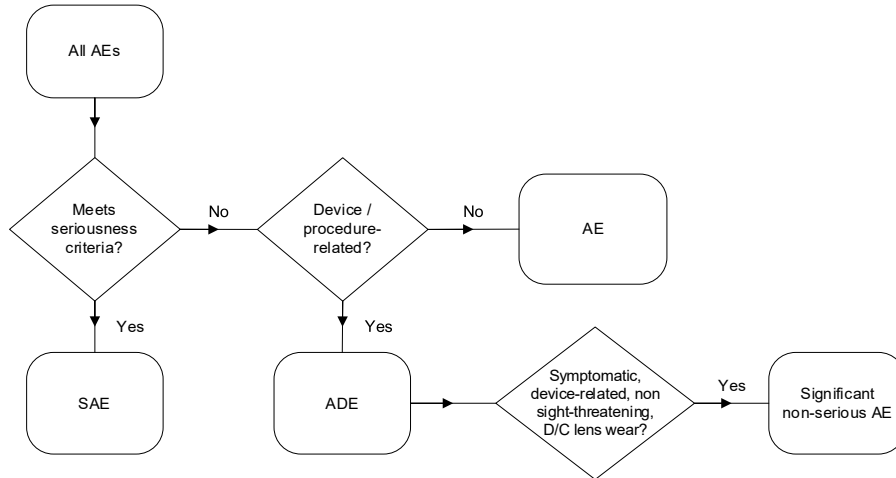 All AEs
Meets
seriousness
criteria?
No
Device /
procedure-
related?
No
AE
Yes
Yes
SAE
ADE
Symptomatic,
device-related, non
sight-threatening,
D/C lens wear?
Yes
Significant
non-serious AE